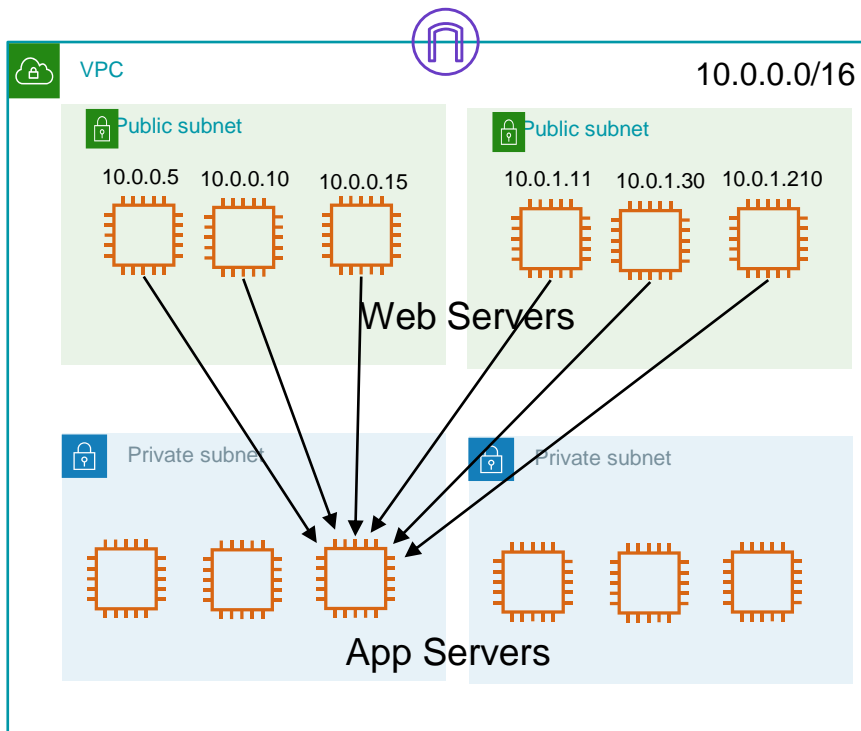 VPC
10.0.0.0/16
Public subnet
Public subnet
10.0.0.5
10.0.0.10
10.0.0.15
10.0.1.11
10.0.1.30
10.0.1.210
Web Servers
Private subnet
Private subnet
App Servers